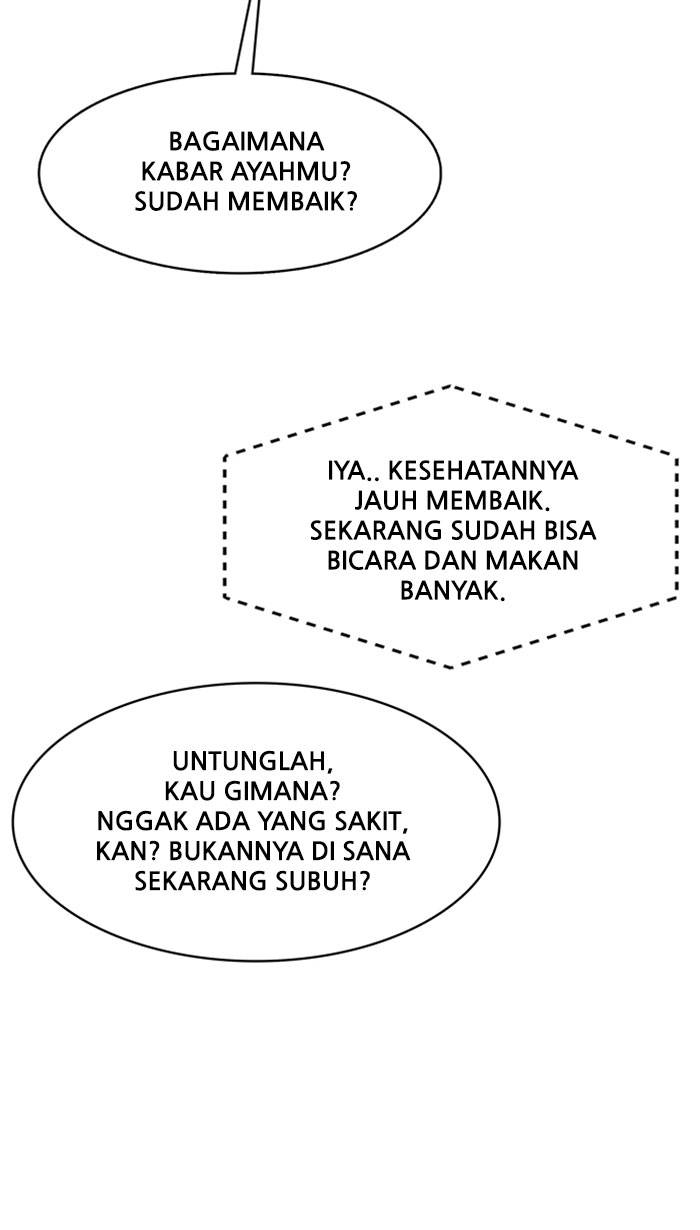 BAGAIMANA
KABAR AYAHMU?
SUDAH MEMBAIK?
IYA.. KESEHATANNYA
JAUH MEMBAIK.
SEKARANG SUDAH BISA
BICARA DAN MAKAN
BANYAK.
UNTUNGLAH,
KAU GIMANA?
NGGAK ADA YANG SAKIT,
KAN? BUKANNYA DI SANA
SEKARANG SUBUH?